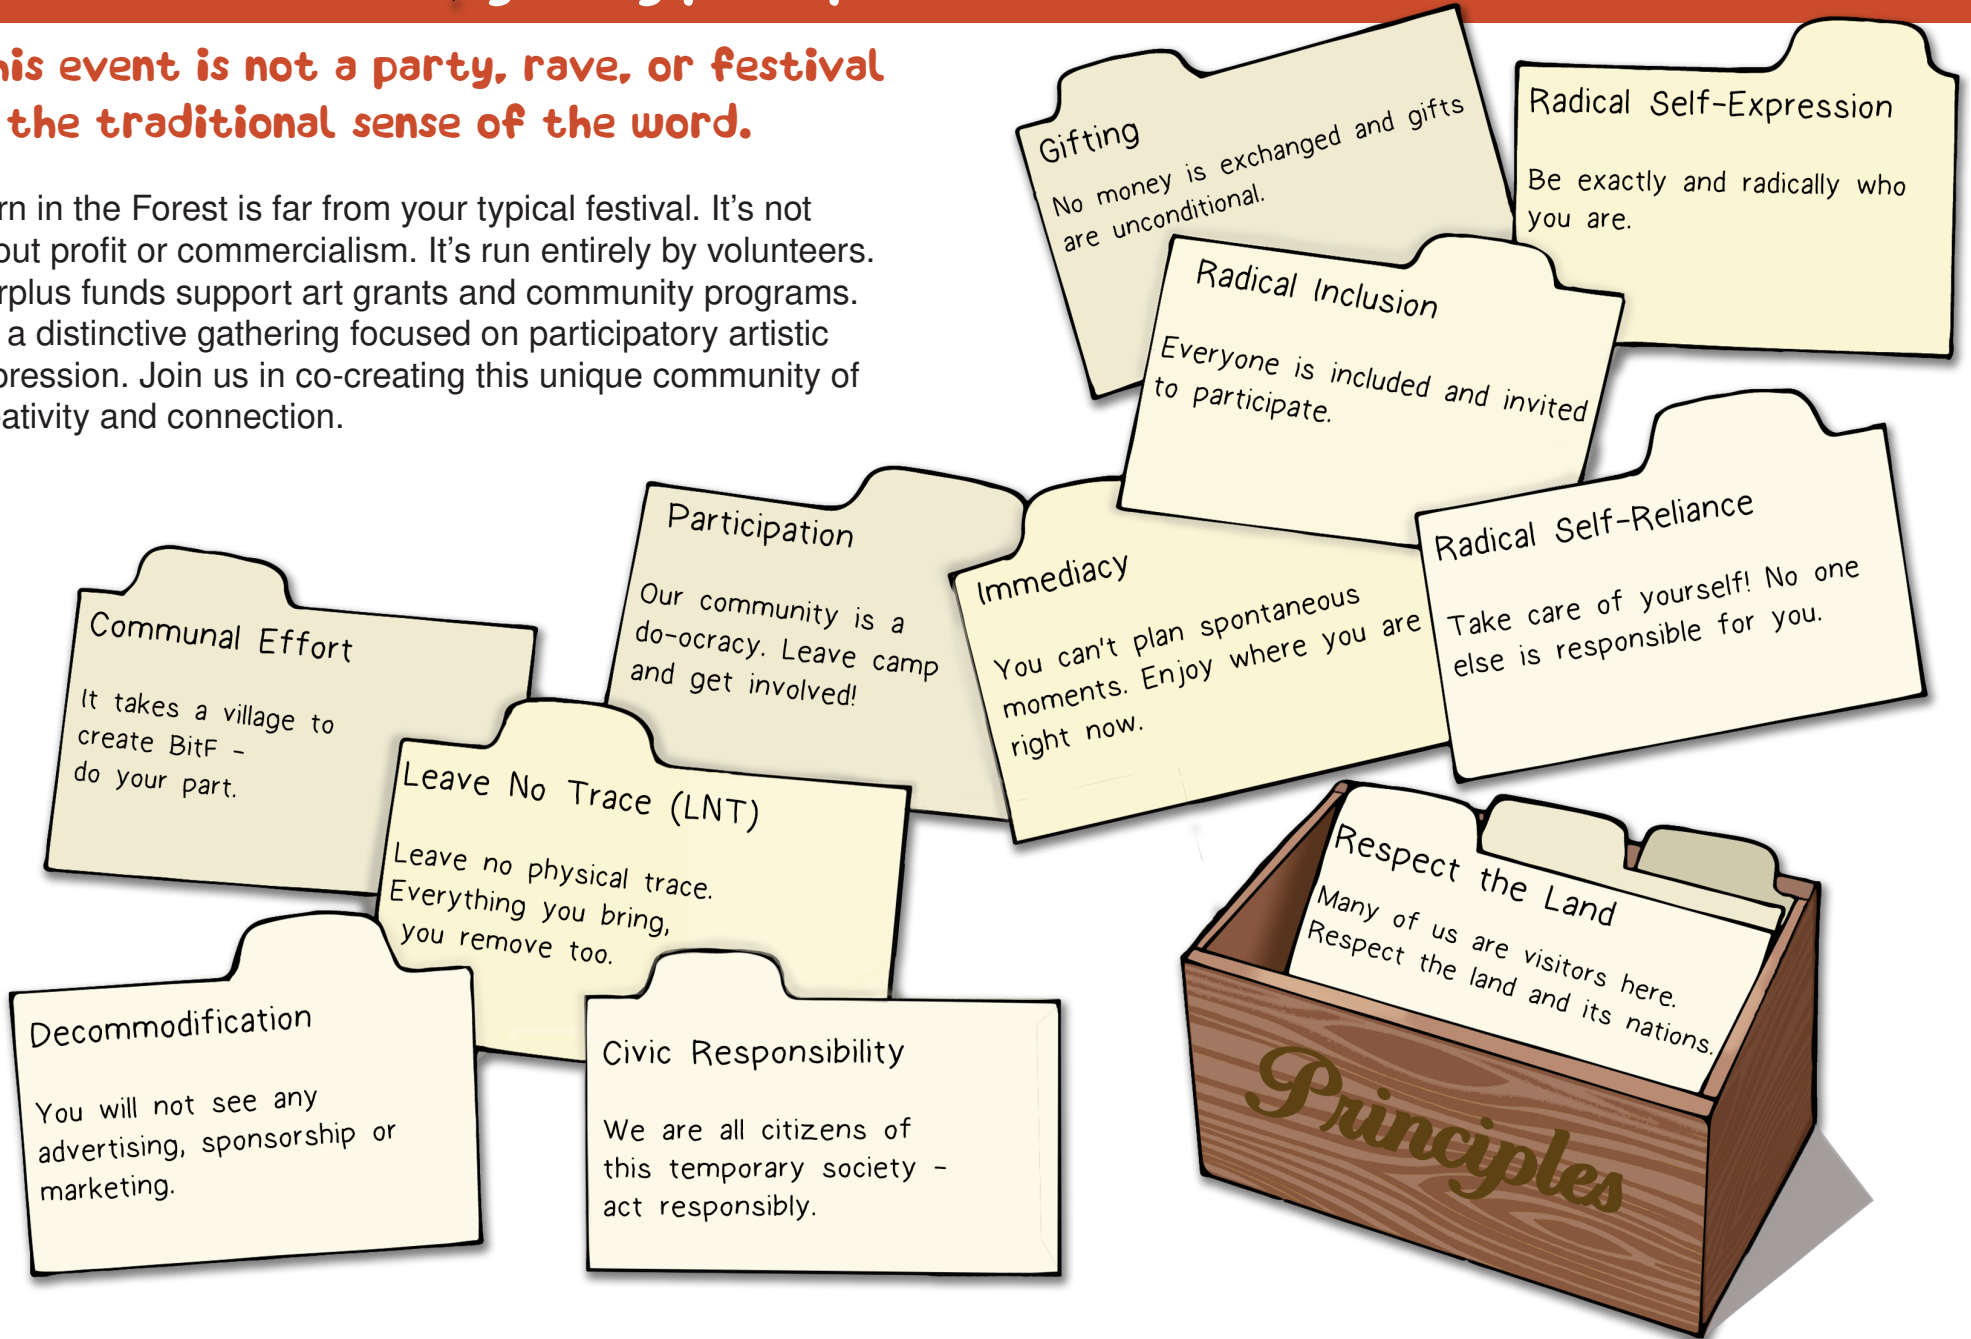 his event is not a party, rave, or festival
the traditional sense of the word.
rn in the Forest is far from your typical festival. It's not
out profit or commercialism. It's run entirely by volunteers.
rplus funds support art grants and community programs.
a distinctive gathering focused on participatory artistic
pression. Join us in co-creating this unique community of
eativity and connection.
Gifting
No money is exchanged and gifts
are unconditional.
Radical Self-Expression
Be exactly and radically who
you are.
Radical Inclusion
Everyone is included and invited
to participate.
Radical Self-Reliance
Take care of yourself! No one
else is responsible for you.
Participation
Our community is a
do-ocracy. Leave camp
and get involved!
Immediacy
You can't plan spontaneous
moments. Enjoy where you are
right now.
Communal Effort
It takes a village to
create BitF -
do your part.
Leave No Trace (LNT)
Leave no physical trace.
Everything you bring,
you remove too.
Decommodification
You will not see any
advertising, sponsorship or
marketing.
Civic Responsibility
We are all citizens of
this temporary society -
act responsibly.
Respect the Land
Many of us are visitors here.
Respect the land and its nations.
Principles